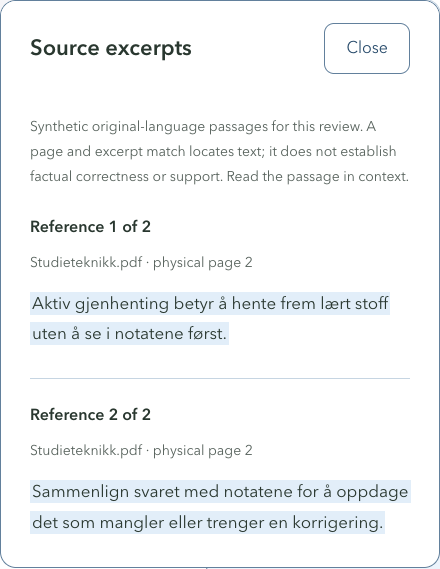 Source excerpts
Close
Synthetic original-language passages for this review. A
page and excerpt match locates text; it does not establish
factual correctness or support. Read the passage in context.
Reference 1 of 2
Studieteknikk.pdf · physical page 2
Aktiv gjenhenting betyr å hente frem lært stoff
uten å se i notatene først.
Reference 2 of 2
Studieteknikk.pdf · physical page 2
Sammenlign svaret med notatene for å oppdage
det som mangler eller trenger en korrigering.